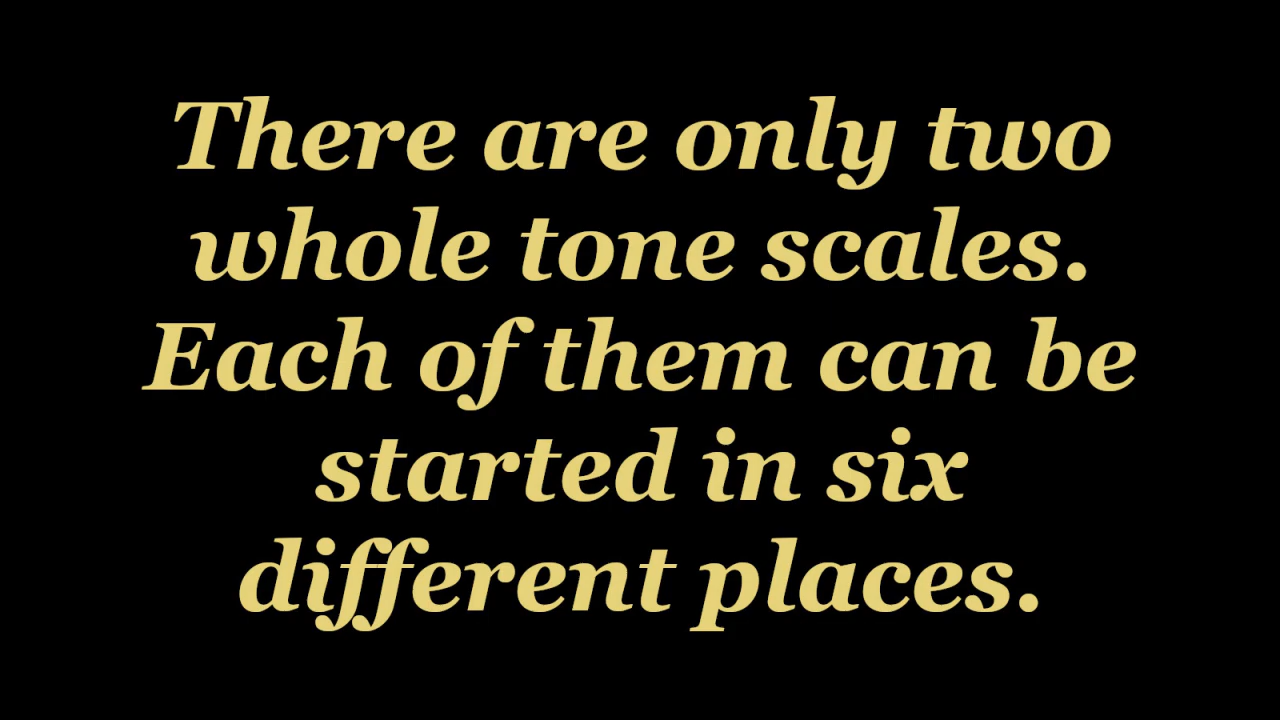 There are only two
whole tone scales.
Each of them can be
started in six
different places.